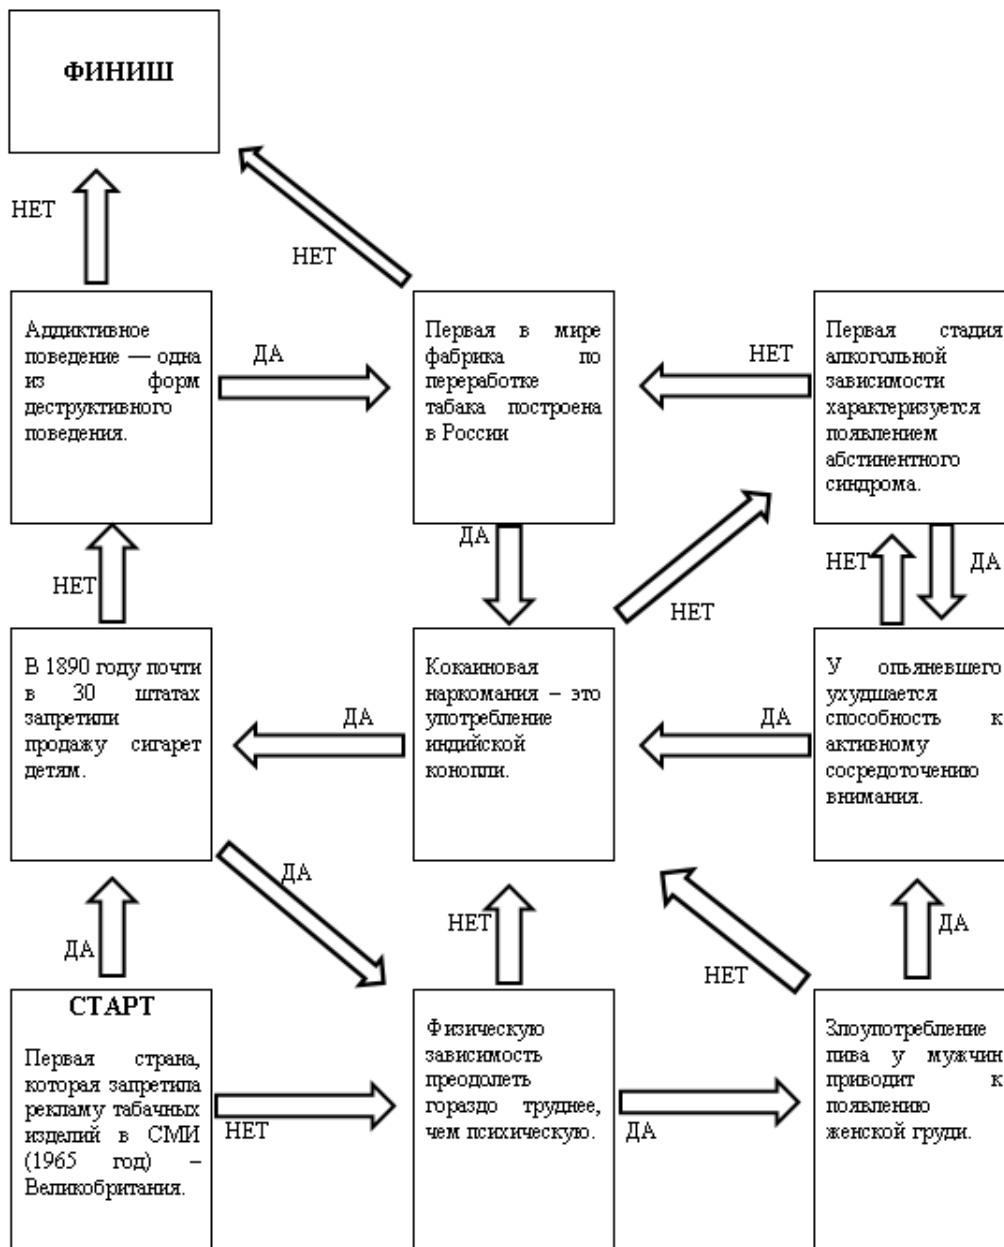 ФИНИШ
НЕТ
НЕТ
Аддиктивное
поведение — одна
из форм
деструктивного
поведения.
ДА
Первая в мире
фабрика по
переработке
табака построена
в России
НЕТ
Первая стадия
алкогольной
зависимости
характеризуется
появлением
абстинентного
синдрома.
НЕТ
ДА
НЕТ
НЕТ
ДА
В 1890 году почти
в 30 штатах
запретили
продажу сигарет
детям.
ДА
Кокаиновая
наркомания – это
употребление
индийской
конопли.
ДА
У опьяневшего
ухудшается
способность к
активному
сосредоточению
внимания.
ДА
ДА
НЕТ
НЕТ
ДА
СТАРТ
Первая страна,
которая запретила
рекламу табачных
изделий в СМИ
(1965 год) –
Великобритания.
НЕТ
Физическую
зависимость
преодолеть
гораздо труднее,
чем психическую.
ДА
Злоупотребление
пива у мужчин
приводит к
появлению
женской груди.